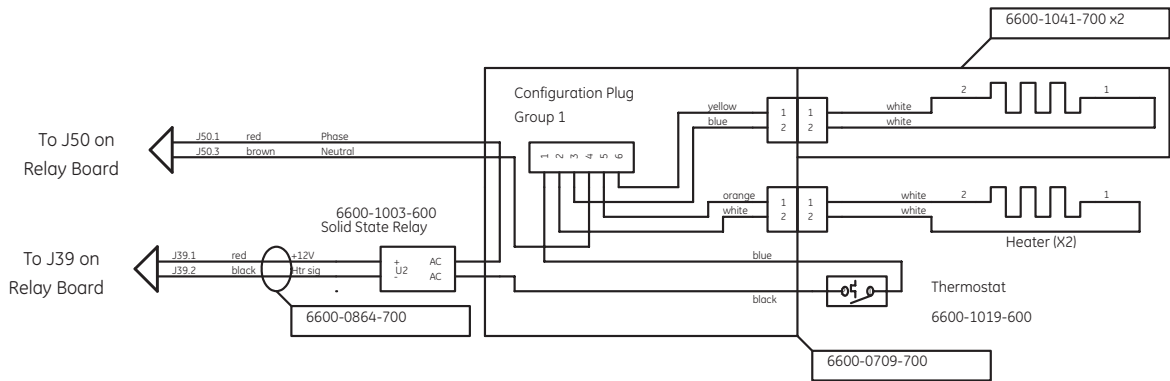 6600-1041-700 x2
Configuration Plug
Group 1
yellow
blue
1
2
1
2
white
white
2
1
To J50 on
Relay Board
J50.1 red Phase
J50.3 brown Neutral
1 2 3 4 5 6
orange
white
1
2
1
2
white
white
2
1
Heater (X2)
6600-1003-600
Solid State Relay
To J39 on
Relay Board
J39.1 red +12V
J39.2 black Htr sig
+ AC
U2
- AC
blue
black
Thermostat
6600-1019-600
6600-0864-700
6600-0709-700